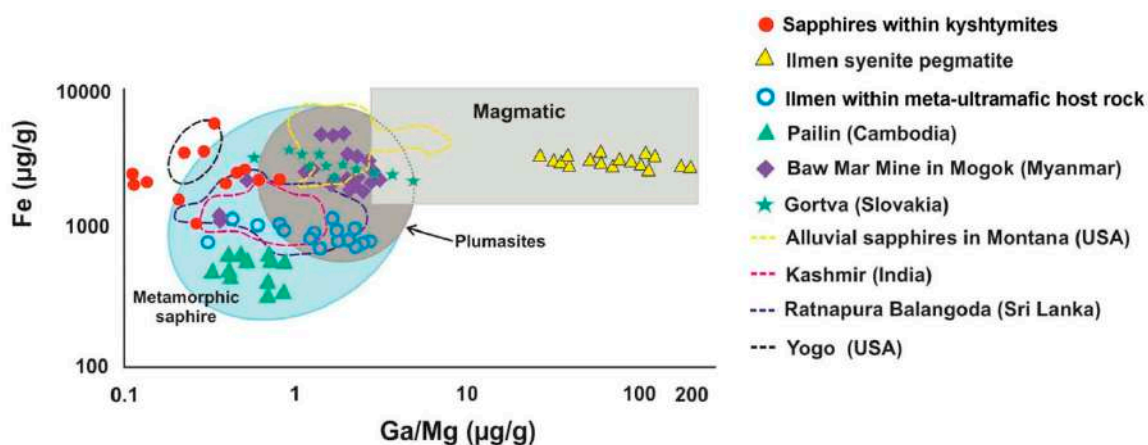 Sapphires within kyshtymites
Ilmen syenite pegmatite
Ilmen within meta-ultramafic host rock
Pailin (Cambodia)
Baw Mar Mine in Mogok (Myanmar)
Gortva (Slovakia)
Alluvial sapphires in Montana (USA)
Kashmir (India)
Ratnapura Balangoda (Sri Lanka)
Yogo (USA)
10000
1000
100
Fe (µg/g)
Magmatic
Plumasites
Metamorphic
saphire
0.1
1
10
100
200
Ga/Mg (µg/g)